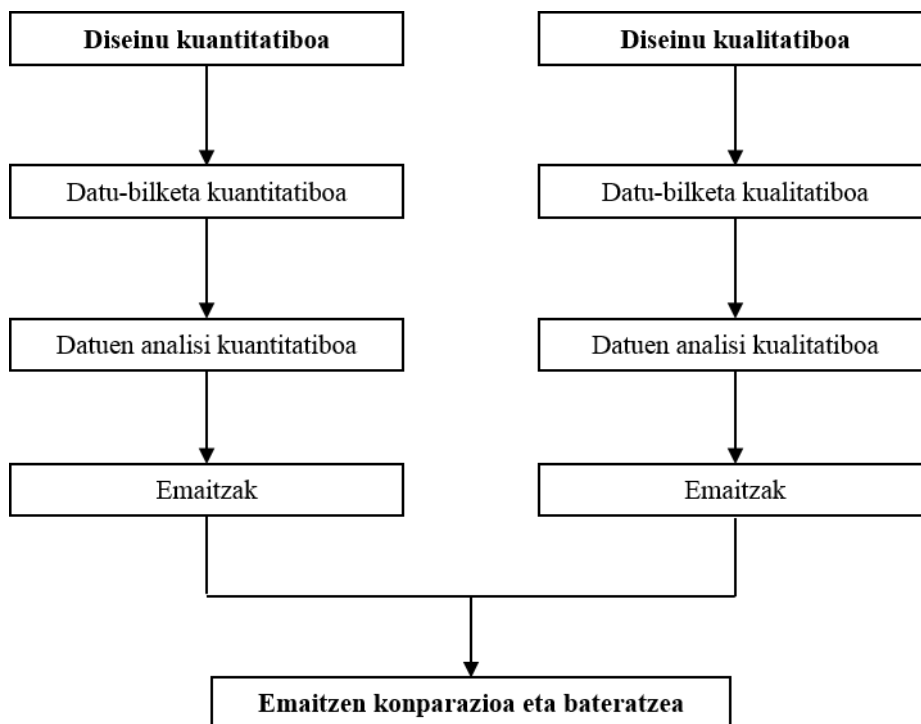 Diseinu kuantitatiboa
Diseinu kualitatiboa
Datu-bilketa kuantitatiboa
Datu-bilketa kualitatiboa
Datuen analisi kuantitatiboa
Datuen analisi kualitatiboa
Emaitzak
Emaitzak
Emaitzen konparazioa eta bateratzea